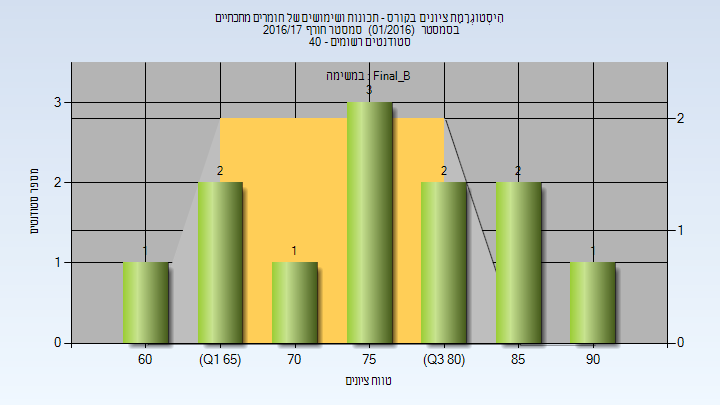 היסטוגרמת ציונים בקורס - תכונות ושימושים של חומרים מתכתיים
בסמסטר (01/2016) סמסטר חורף 2016/17
סטודנטים רשומים - 40
במשימה : Final_B
3
2 2 2
1 1 1
מספר סטודנטים
3
2
1
0
2
1
0
60 (Q1 65) 70 75 (Q3 80) 85 90
טווח ציונים